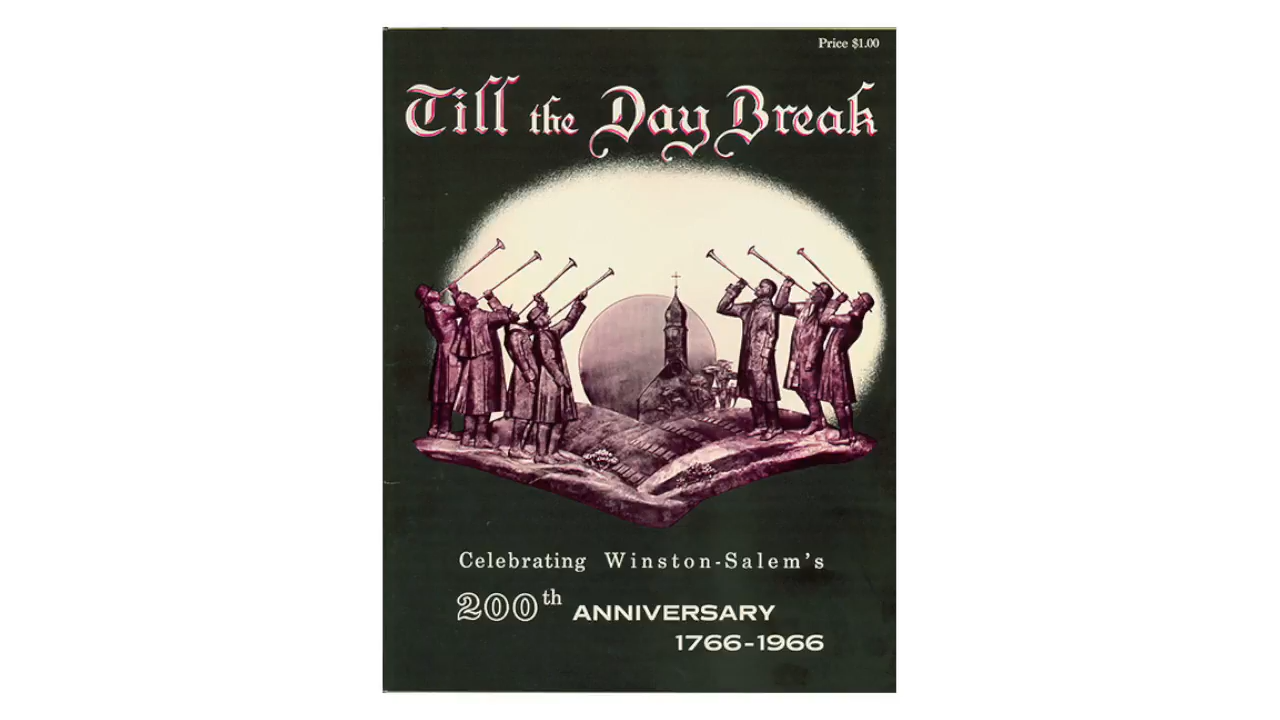 Price $1.00
Till the Day Break
Celebrating Winston-Salem's
200th ANNIVERSARY
1766-1966